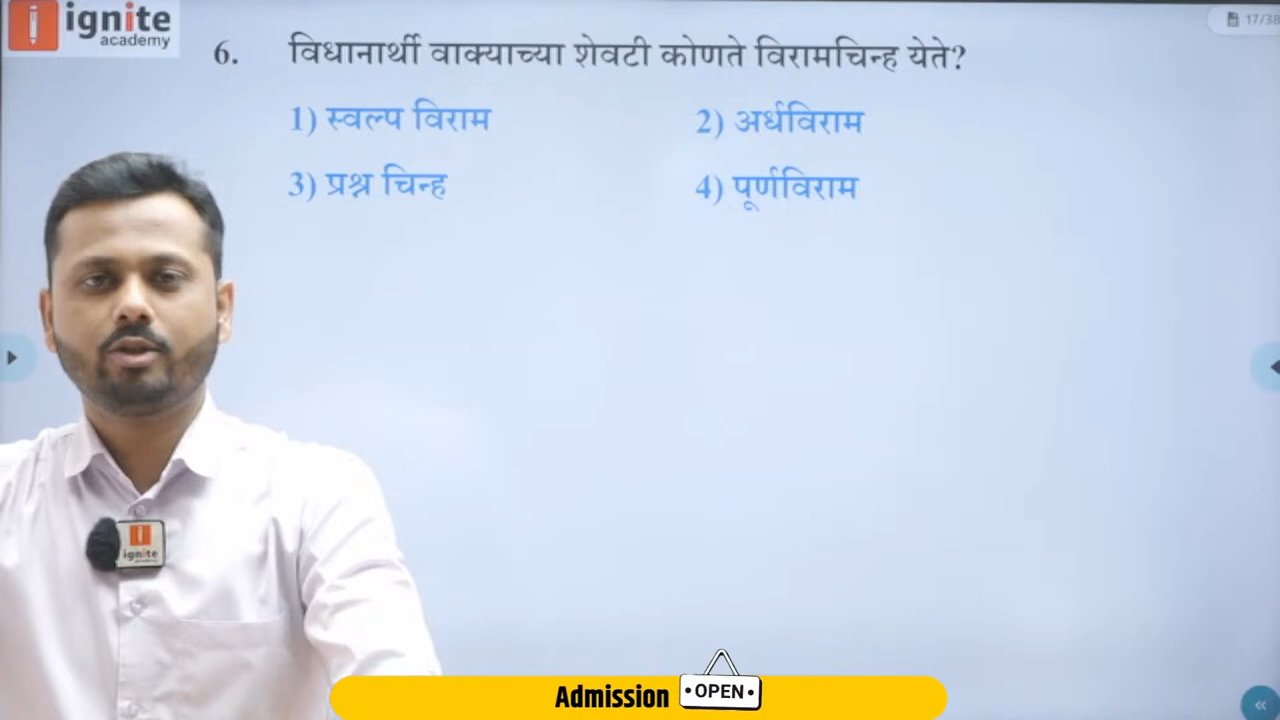 ignite
academy
17/38
6. विधानार्थी वाक्याच्या शेवटी कोणते विरामचिन्ह येते?
1) स्वल्प विराम 2) अर्धविराम
3) प्रश्न चिन्ह 4) पूर्णविराम
ignite
academy
Admission •OPEN•